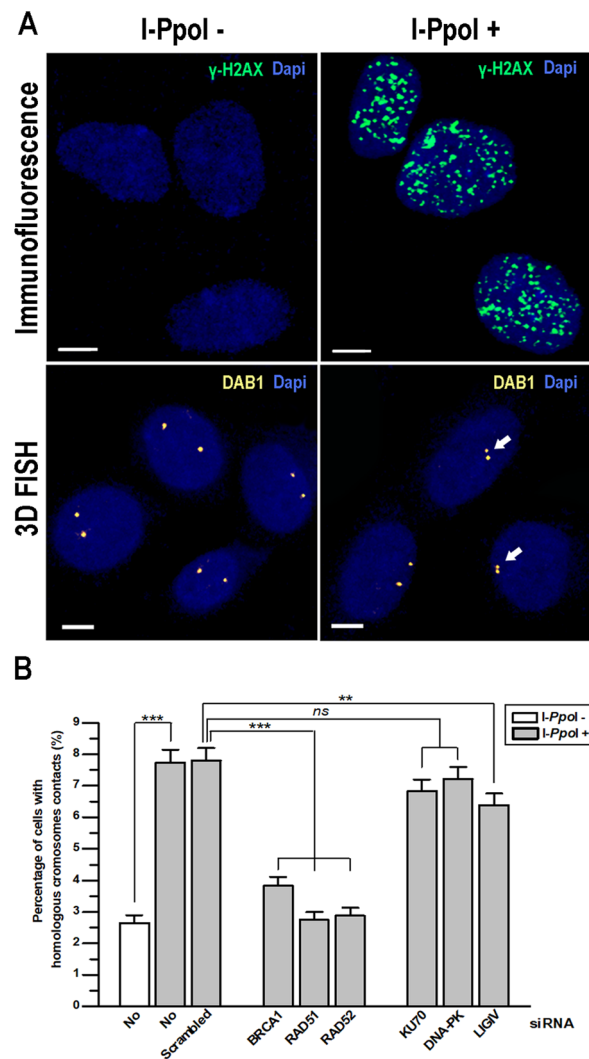 A
I-PpoI - I-PpoI +
Immunofluorescence
γ-H2AX Dapi
γ-H2AX Dapi
3D FISH
DAB1 Dapi
DAB1 Dapi
B
Percentage of cells with
homologous cromosomes contacts (%)
9
8
7
6
5
4
3
2
1
0
***
***
ns
**
I-PpoI -
I-PpoI +
No No Scrambled BRCA1 RAD51 RAD52 KU70 DNA-PK LIGIV siRNA